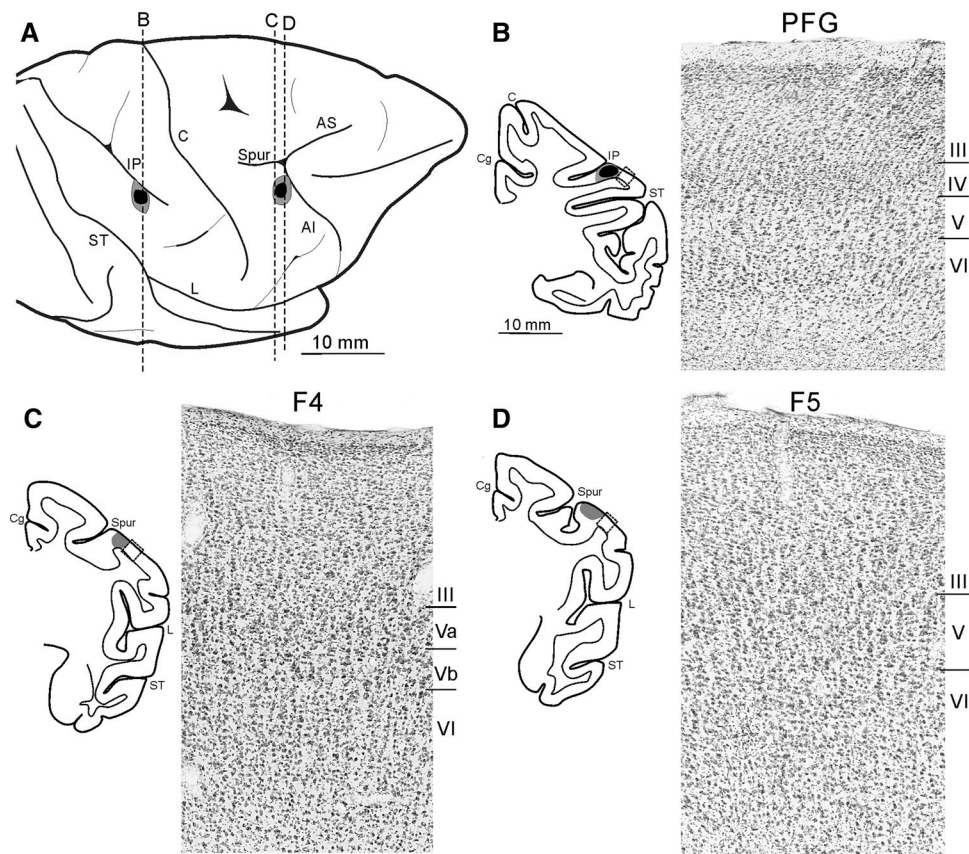 A
B
C D
C
AS
Spur
IP
ST
AI
L
10 mm
B
PFG
C
Cg
IP
ST
10 mm
III
IV
V
VI
C
F4
Cg
Spur
L
ST
III
Va
Vb
VI
D
F5
Cg
Spur
L
ST
III
V
VI